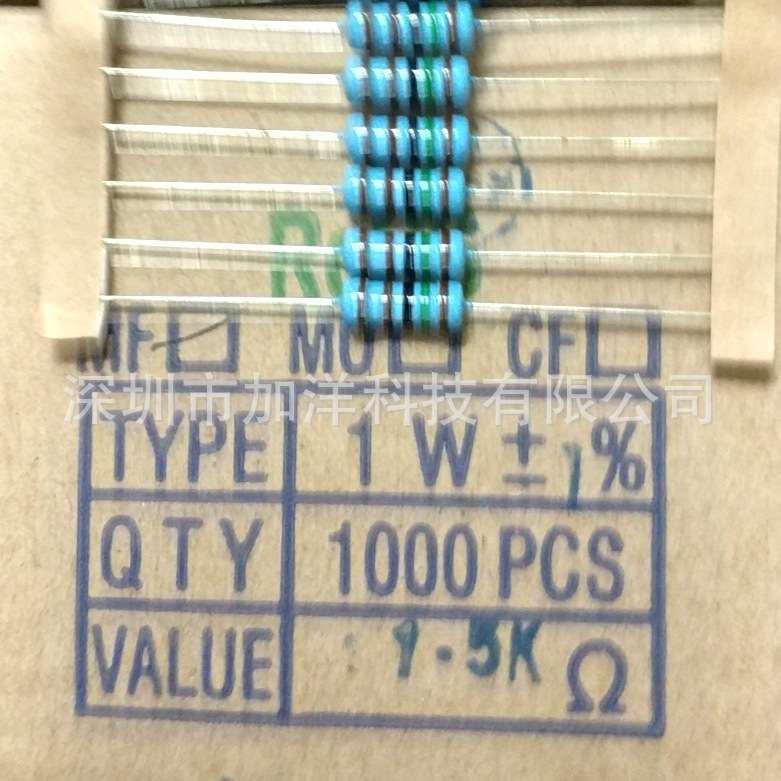 MF MO CF
深圳市加洋科技有限公司
TYPE 1 W ± 1 %
QTY 1000 PCS
VALUE 1.5K Ω